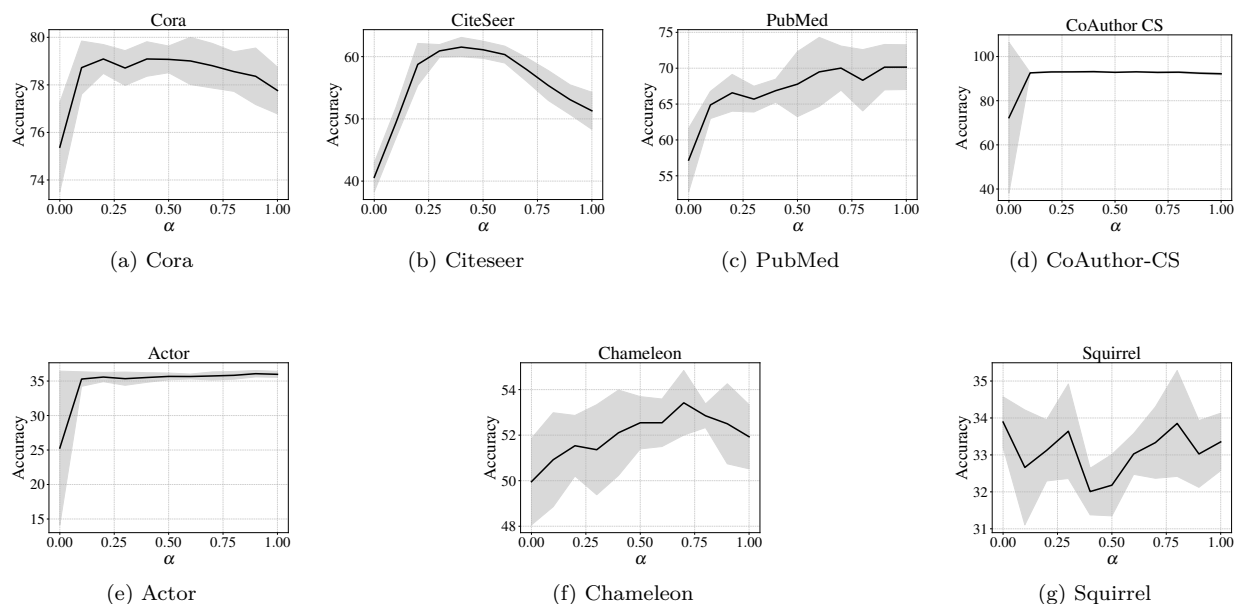 Cora
Accuracy
80
78
76
74
0.00 0.25 0.50 0.75 1.00
α
(a) Cora
CiteSeer
Accuracy
60
50
40
0.00 0.25 0.50 0.75 1.00
α
(b) Citeseer
PubMed
Accuracy
75
70
65
60
55
0.00 0.25 0.50 0.75 1.00
α
(c) PubMed
CoAuthor CS
Accuracy
100
80
60
40
0.00 0.25 0.50 0.75 1.00
α
(d) CoAuthor-CS
Actor
Accuracy
35
25
15
0.00 0.25 0.50 0.75 1.00
α
(e) Actor
Chameleon
Accuracy
54
52
50
48
0.00 0.25 0.50 0.75 1.00
α
(f) Chameleon
Squirrel
Accuracy
35
34
33
32
31
0.00 0.25 0.50 0.75 1.00
α
(g) Squirrel